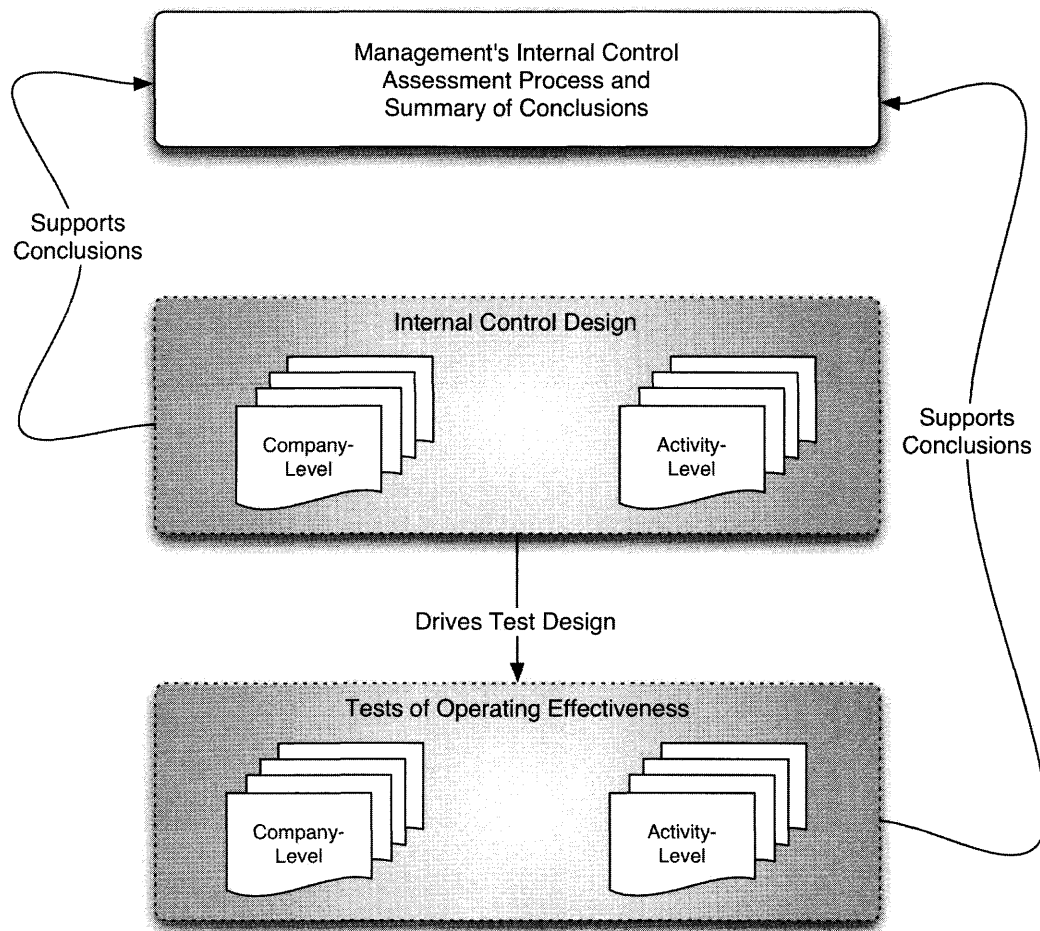 Management's Internal Control
Assessment Process and
Summary of Conclusions
Supports
Conclusions
Internal Control Design
Company-
Level
Activity-
Level
Supports
Conclusions
Drives Test Design
Tests of Operating Effectiveness
Company-
Level
Activity-
Level